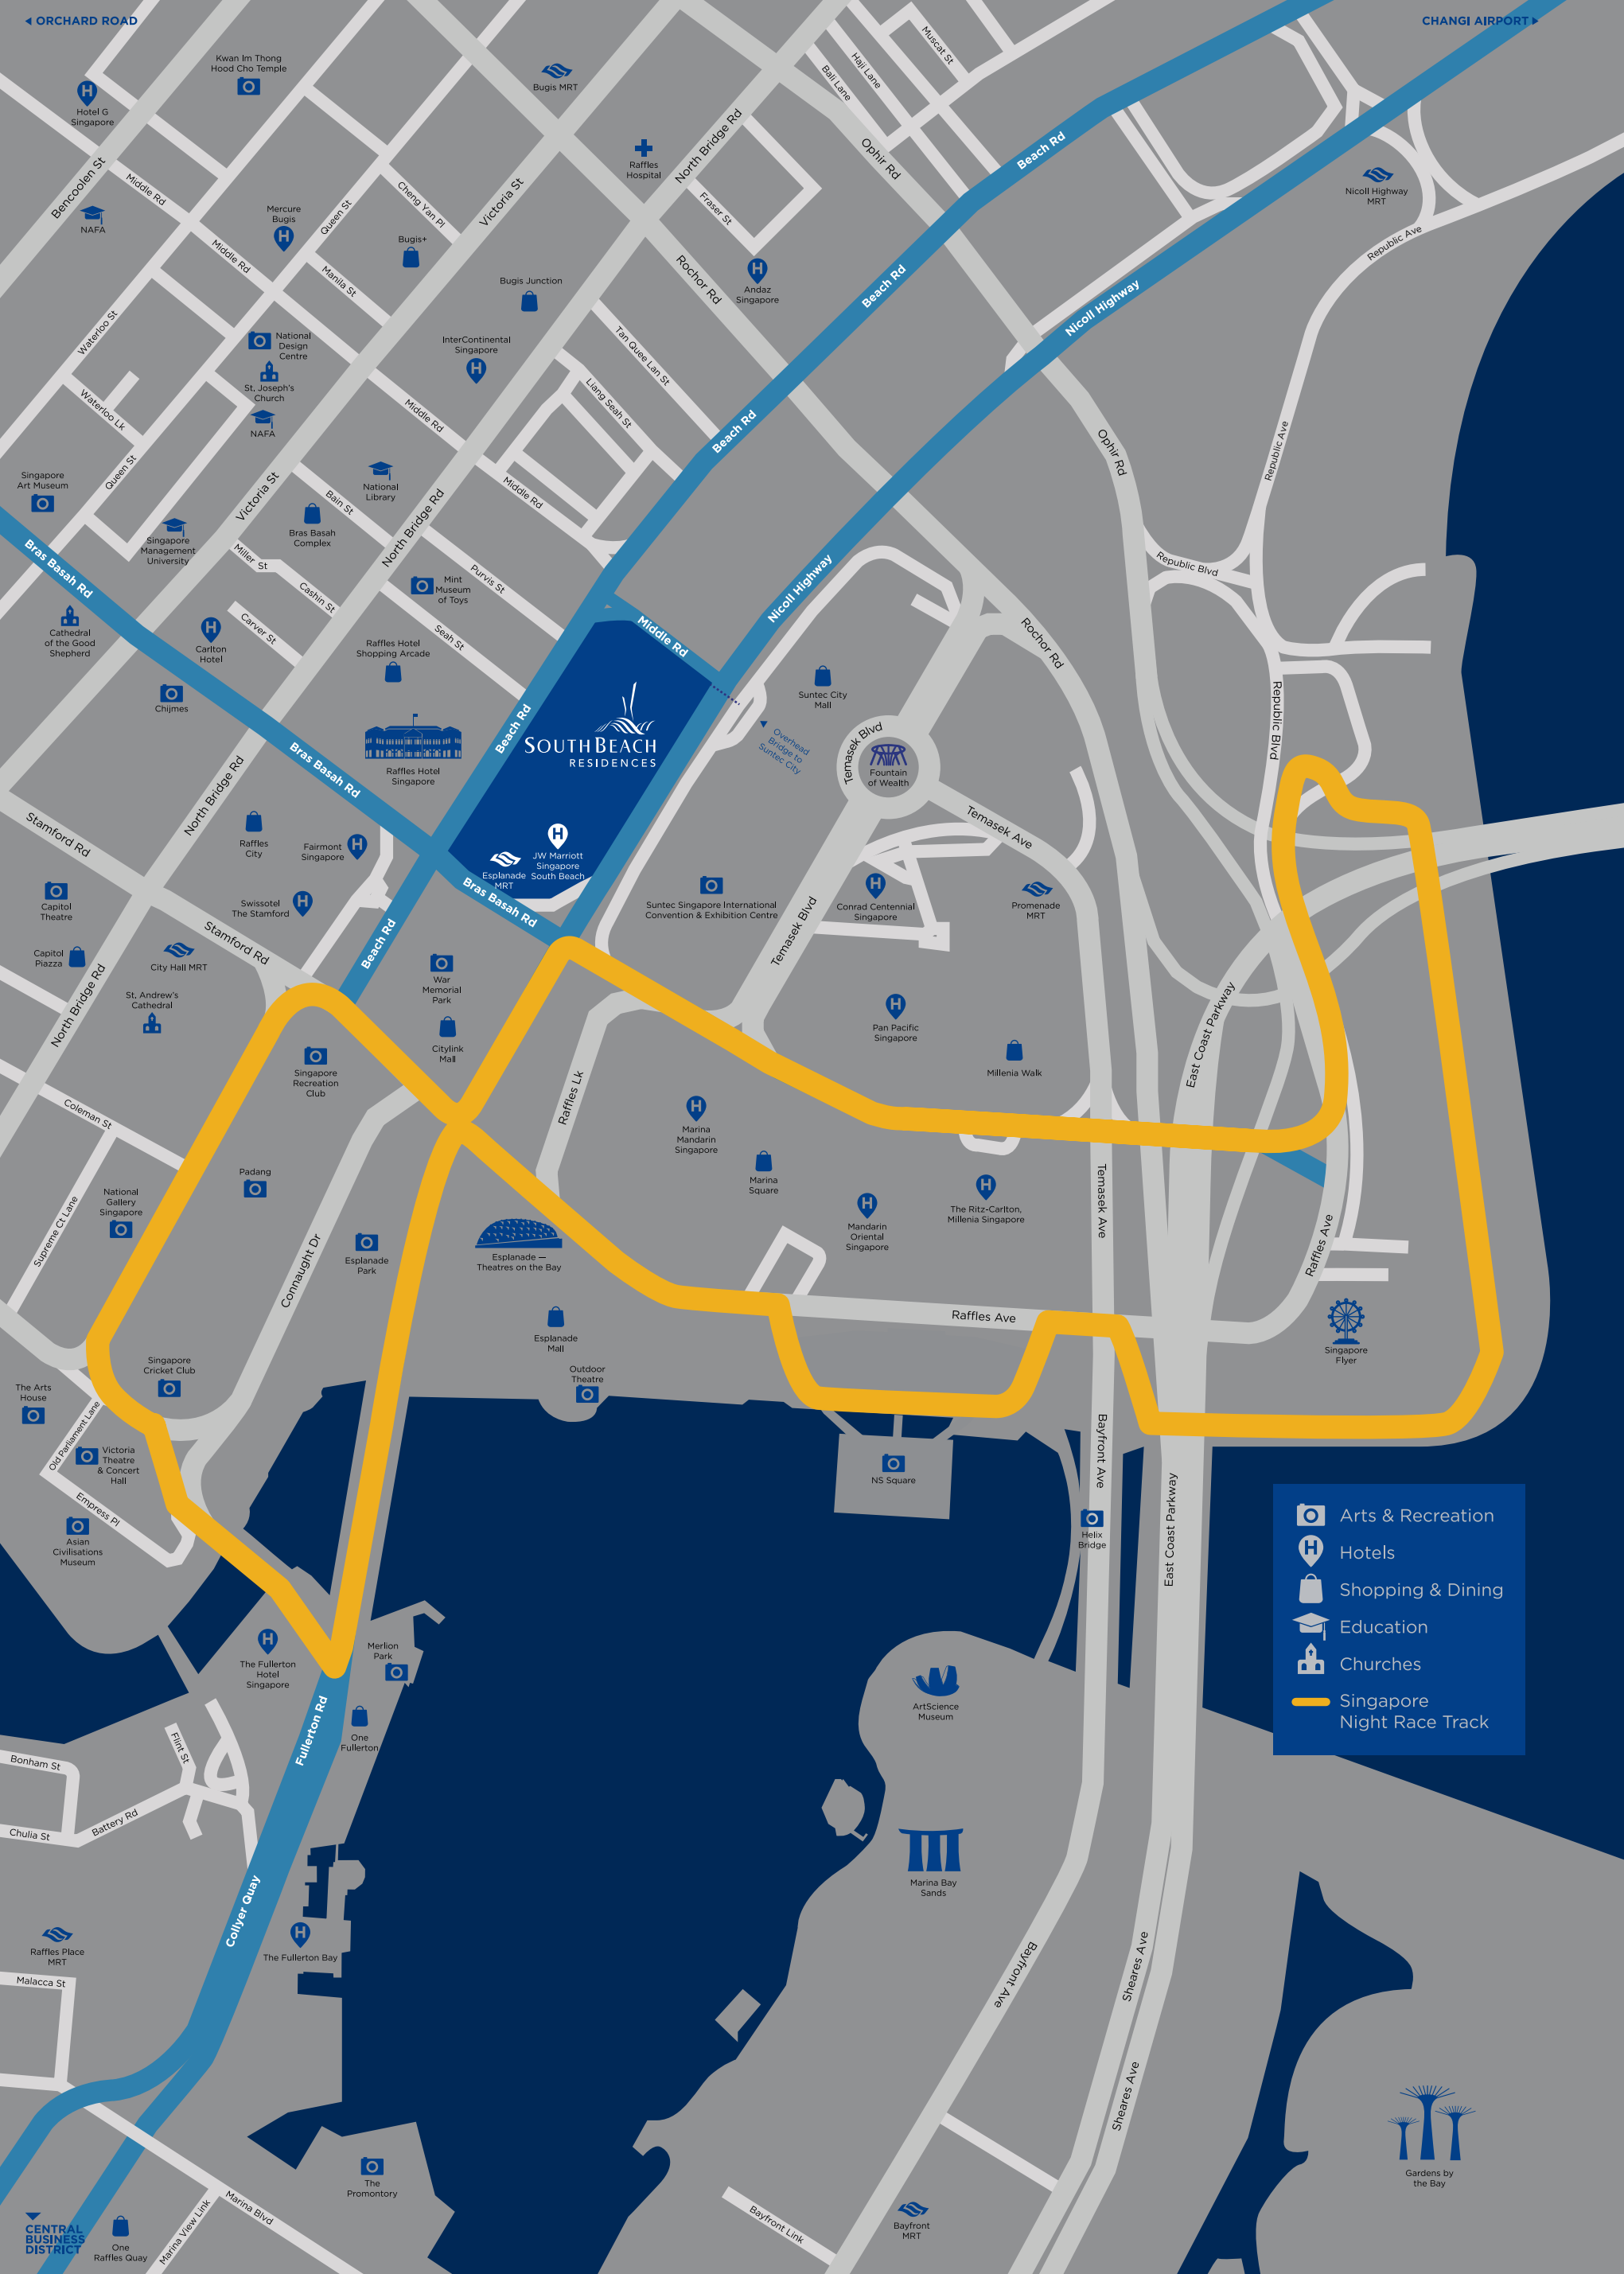 ORCHARD ROAD
CHANGI AIRPORT
Kwan Im Thong
Hood Cho Temple
Bugis MRT
Muscat St
Haji Lane
Bali Lane
Hotel G
Singapore
North Bridge Rd
Raffles
Hospital
Ophir Rd
Beach Rd
Nicoll Highway
MRT
Bencoolen St
Middle Rd
NAFA
Mercure
Bugis
Queen St
Cheng Yan Pl
Victoria St
Fraser St
Bugis+
Middle Rd
Manila St
Republic Ave
Rochor Rd
Andaz
Singapore
Beach Rd
Nicoll Highway
Bugis Junction
Waterloo St
National
Design
Centre
InterContinental
Singapore
Tan Quee Lan St
St. Joseph's
Church
Waterloo Lk
NAFA
Middle Rd
Liang Seah St
Beach Rd
Ophir Rd
Republic Ave
Queen St
Singapore
Art Museum
Victoria St
National
Library
Bain St
Middle Rd
Bras Basah
Complex
North Bridge Rd
Singapore
Management
University
Bras Basah Rd
Miller St
Cashin St
Purvis St
Mint
Museum
of Toys
Nicoll Highway
Republic Blvd
Cathedral
of the Good
Shepherd
Carver St
Carlton
Hotel
Seah St
Middle Rd
Rochor Rd
Raffles Hotel
Shopping Arcade
Suntec City
Mall
Chijmes
Beach Rd
SOUTHBEACH
RESIDENCES
Overhead
Bridge to
Suntec City
Temasek Blvd
Fountain
of Wealth
Republic Blvd
Bras Basah Rd
Raffles Hotel
Singapore
North Bridge Rd
Stamford Rd
Raffles
City
Fairmont
Singapore
JW Marriott
Singapore
South Beach
Esplanade
MRT
Temasek Ave
Bras Basah Rd
Capitol
Theatre
Swissotel
The Stamford
Suntec Singapore International
Convention & Exhibition Centre
Conrad Centennial
Singapore
Promenade
MRT
Temasek Blvd
Stamford Rd
Beach Rd
Capitol
Piazza
City Hall MRT
War
Memorial
Park
St. Andrew's
Cathedral
North Bridge Rd
Pan Pacific
Singapore
East Coast Parkway
Citylink
Mall
Singapore
Recreation
Club
Millenia Walk
Raffles Lk
Coleman St
Marina
Mandarin
Singapore
Padang
Marina
Square
Temasek Ave
National
Gallery
Singapore
The Ritz-Carlton,
Millenia Singapore
Mandarin
Oriental
Singapore
Supreme Ct Lane
Connaught Dr
Esplanade
Park
Esplanade —
Theatres on the Bay
Raffles Ave
Raffles Ave
Esplanade
Mall
Singapore
Flyer
Singapore
Cricket Club
Outdoor
Theatre
The Arts
House
Old Parliament Lane
Victoria
Theatre
& Concert
Hall
Bayfront Ave
NS Square
Empress Pl
Asian
Civilisations
Museum
Helix
Bridge
East Coast Parkway
Arts & Recreation
Hotels
Shopping & Dining
Education
Churches
Singapore
Night Race Track
The Fullerton
Hotel
Singapore
Merlion
Park
ArtScience
Museum
Fullerton Rd
One
Fullerton
Flint St
Bonham St
Battery Rd
Chulia St
Marina Bay
Sands
Collyer Quay
Raffles Place
MRT
The Fullerton Bay
Malacca St
Bayfront Ave
Sheares Ave
Sheares Ave
The
Promontory
Gardens by
the Bay
Marina Blvd
Marina View Link
Bayfront Link
Bayfront
MRT
CENTRAL
BUSINESS
DISTRICT
One
Raffles Quay